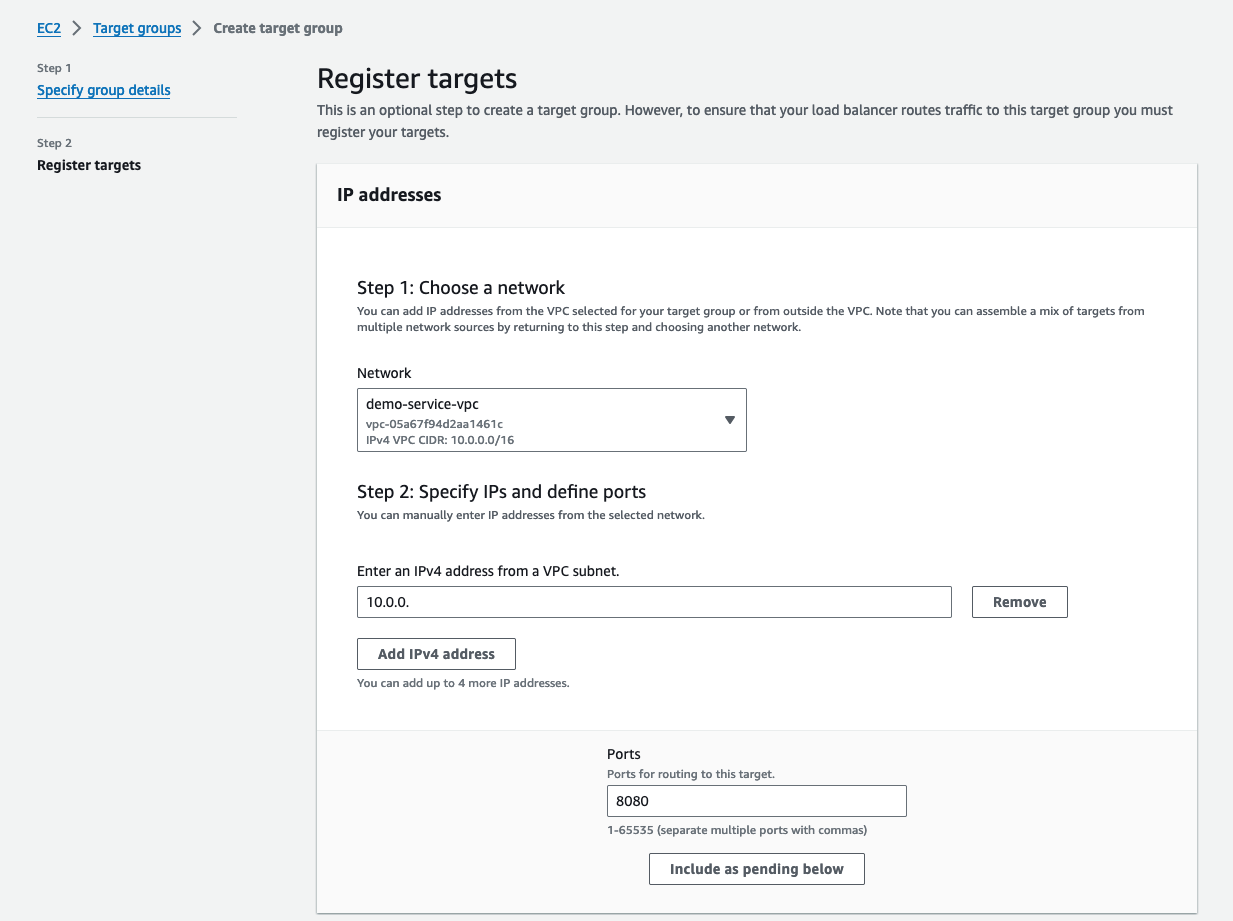 EC2 > Target groups > Create target group
Step 1
Specify group details
Step 2
Register targets
Register targets
This is an optional step to create a target group. However, to ensure that your load balancer routes traffic to this target group you must
register your targets.
IP addresses
Step 1: Choose a network
You can add IP addresses from the VPC selected for your target group or from outside the VPC. Note that you can assemble a mix of targets from
multiple network sources by returning to this step and choosing another network.
Network
demo-service-vpc
vpc-05a67f94d2aa1461c
IPv4 VPC CIDR: 10.0.0.0/16
Step 2: Specify IPs and define ports
You can manually enter IP addresses from the selected network.
Enter an IPv4 address from a VPC subnet.
10.0.0.
Remove
Add IPv4 address
You can add up to 4 more IP addresses.
Ports
Ports for routing to this target.
8080
1-65535 (separate multiple ports with commas)
Include as pending below